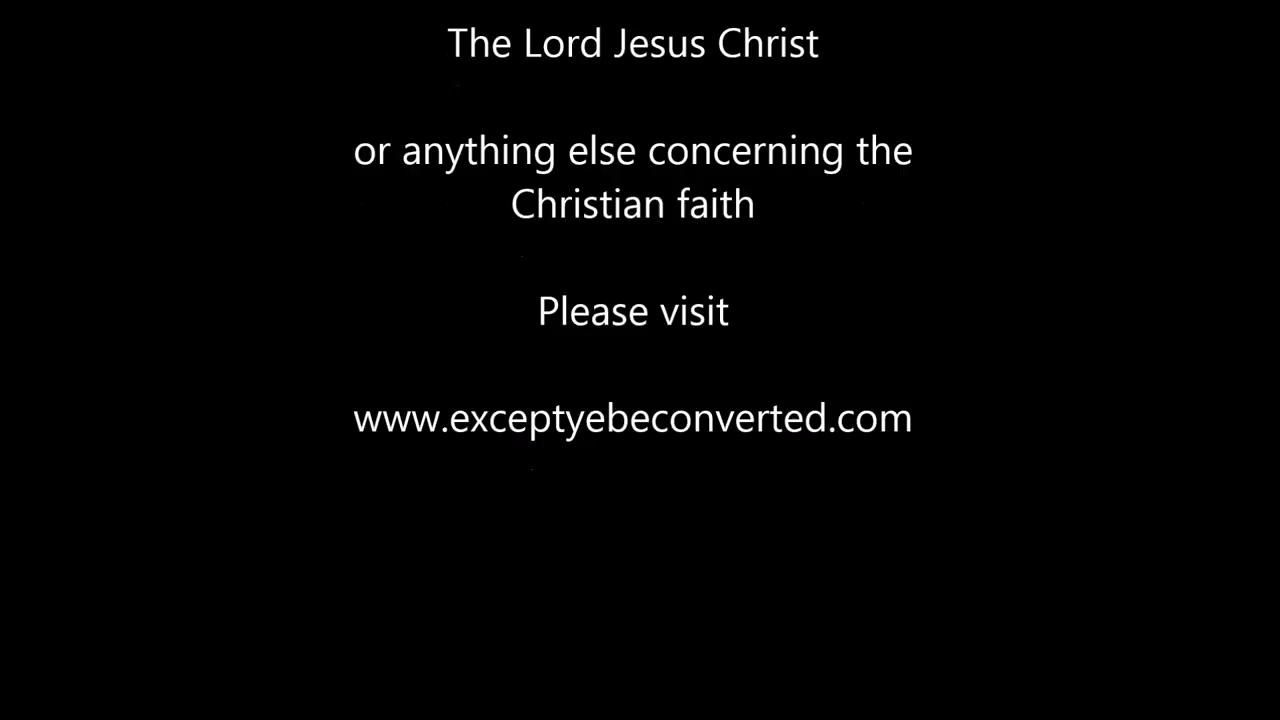 The Lord Jesus Christ
or anything else concerning the
Christian faith
Please visit
www.exceptyebeconverted.com